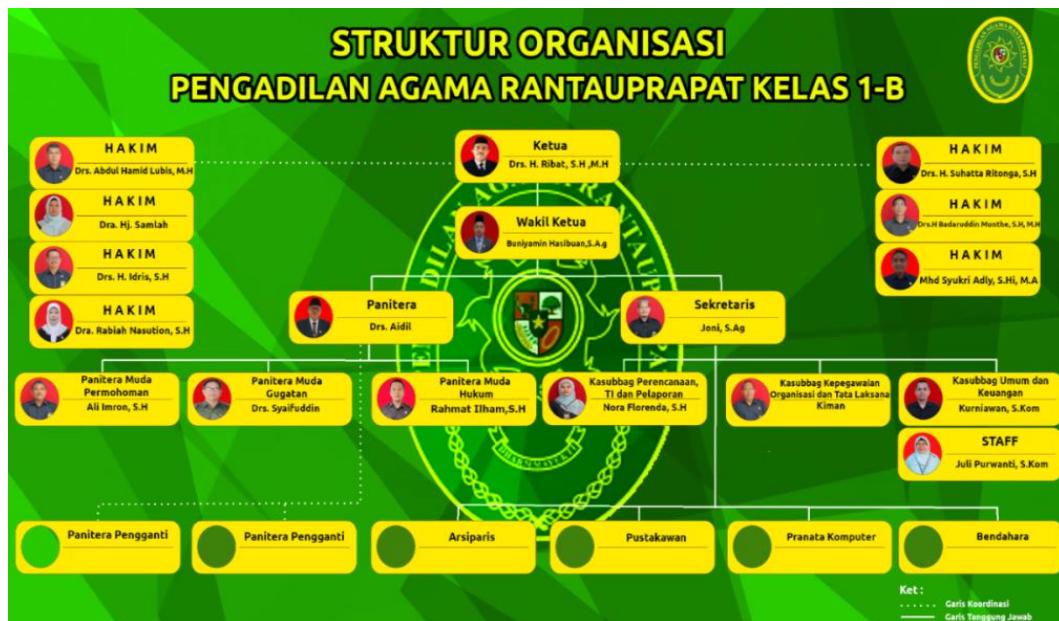 STRUKTUR ORGANISASI
PENGADILAN AGAMA RANTAUPRAPAT KELAS 1-B
Ketua
Drs. H. Ribat, S.H ,M.H
Wakil Ketua
Buniyamin Hasibuan,S.A.g
HAKIM
Drs. Abdul Hamid Lubis, M.H
HAKIM
Dra. Hj. Samlah
HAKIM
Drs. H. Idris, S.H
HAKIM
Dra. Rabiah Nasution, S.H
HAKIM
Drs. H. Suhatta Ritonga, S.H
HAKIM
Drs.H Badaruddin Munthe, S.H, M.H
HAKIM
Mhd Syukri Adly, S.Hi, M.A
Panitera
Drs. Aidil
Sekretaris
Joni, S.Ag
Panitera Muda
Permohoman
Ali Imron, S.H
Panitera Muda
Gugatan
Drs. Syaifuddin
Panitera Muda
Hukum
Rahmat Ilham,S.H
Kasubbag Perencanaan,
TI dan Pelaporan
Nora Florenda, S.H
Kasubbag Kepegawaian
Organisasi dan Tata Laksana
Kiman
Kasubbag Umum dan
Keuangan
Kurniawan, S.Kom
STAFF
Juli Purwanti, S.Kom
Panitera Pengganti
Panitera Pengganti
Arsiparis
Pustakawan
Pranata Komputer
Bendahara
Ket :
Garis Koordinasi
Garis Tanggung Jawab
DHARMMAYUKTI